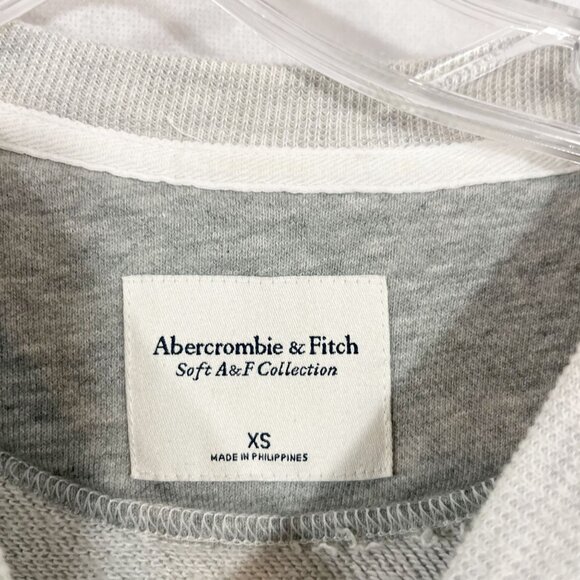 Abercrombie & Fitch
Soft A&F Collection
XS
MADE IN PHILIPPINES